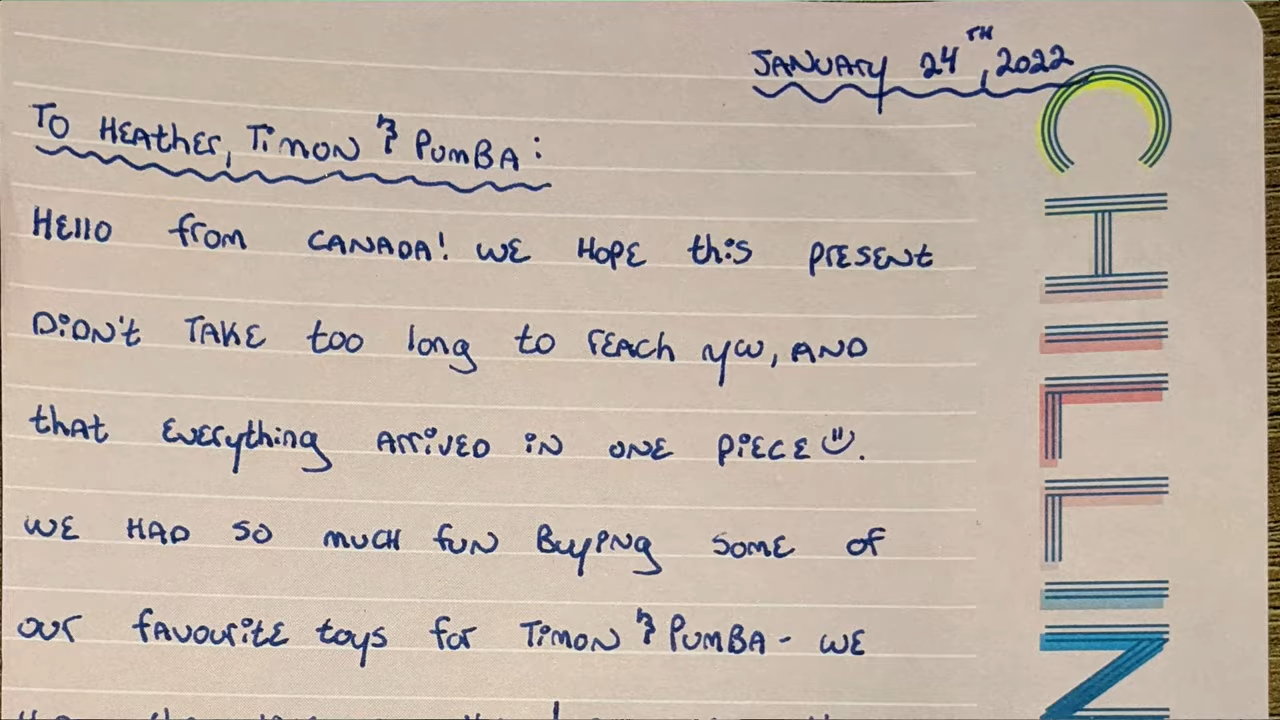 JANUARY 24TH, 2022
TO HEATHER, TIMON & PUMBA:
HELLO from CANADA! WE HOPE this PRESENT
DIDN'T TAKE too long to REACH you, AND
that EVERYthing ARRIVED IN ONE PIECE☺.
WE HAD SO MUCH fUN BUYING SOME of
OUR fAVOURITE toys for TIMON & PUMBA - WE
CHILLIN